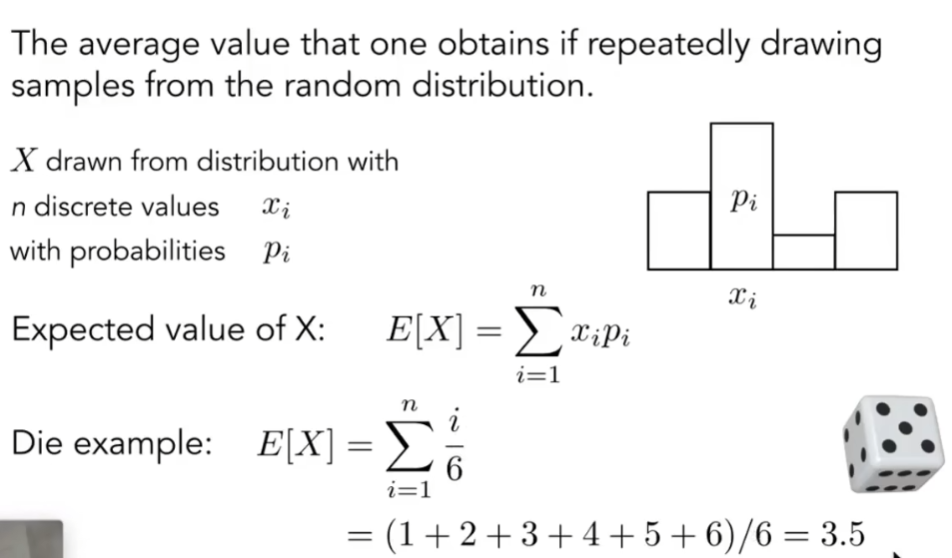 The average value that one obtains if repeatedly drawing
samples from the random distribution.
X drawn from distribution with
n discrete values x_i
with probabilities p_i
p_i
x_i
Expected value of X: E[X] = \sum_{i=1}^{n} x_i p_i
Die example: E[X] = \sum_{i=1}^{n} \frac{i}{6}
= (1 + 2 + 3 + 4 + 5 + 6)/6 = 3.5